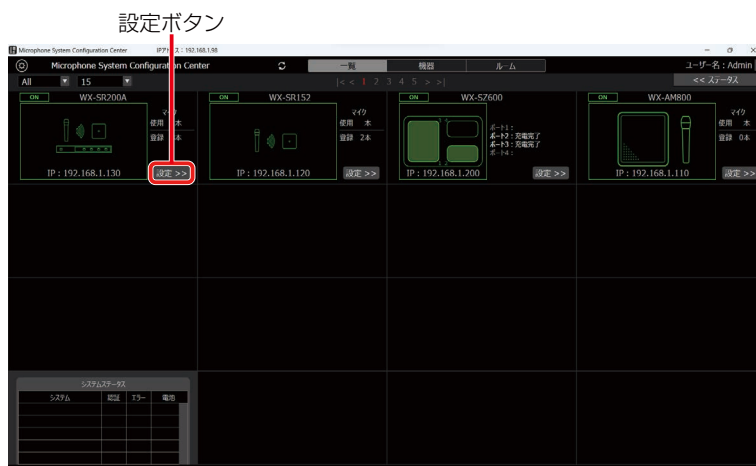 設定ボタン
Microphone System Configuration Center IPアドレス : 192.168.1.98
Microphone System Configuration Center 一覧 機器 ルーム ユーザー名 : Admin
All 15 |< < 1 2 3 4 5 > >| << ステータス
ON WX-SR200A ON WX-SR152 ON WX-SZ600 ON WX-AM800
マイク
使用 本
登録 本
マイク
使用 本
登録 2本
ポート1 :
ポート2 : 充電完了
ポート3 : 充電完了
ポート4 :
マイク
使用 本
登録 0本
IP : 192.168.1.130 設定 >> IP : 192.168.1.120 設定 >> IP : 192.168.1.200 設定 >> IP : 192.168.1.110 設定 >>
システムステータス
システム 認証 エラー 電池